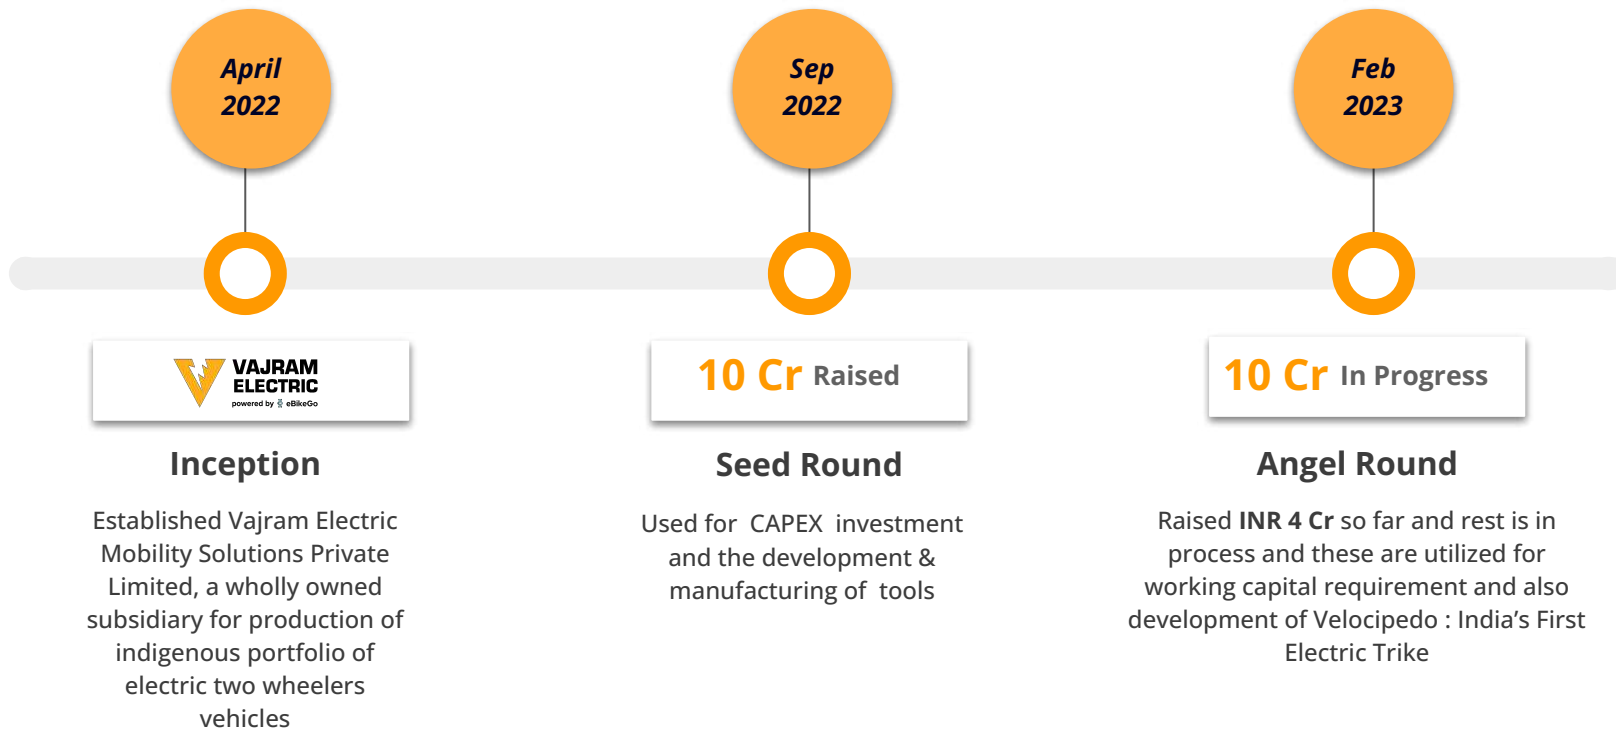 April
2022
Sep
2022
Feb
2023
VAJRAM
ELECTRIC
powered by eBikeGo
10 Cr Raised
10 Cr In Progress
Inception
Established Vajram Electric
Mobility Solutions Private
Limited, a wholly owned
subsidiary for production of
indigenous portfolio of
electric two wheelers
vehicles
Seed Round
Used for CAPEX investment
and the development &
manufacturing of tools
Angel Round
Raised INR 4 Cr so far and rest is in
process and these are utilized for
working capital requirement and also
development of Velocipedo : India’s First
Electric Trike